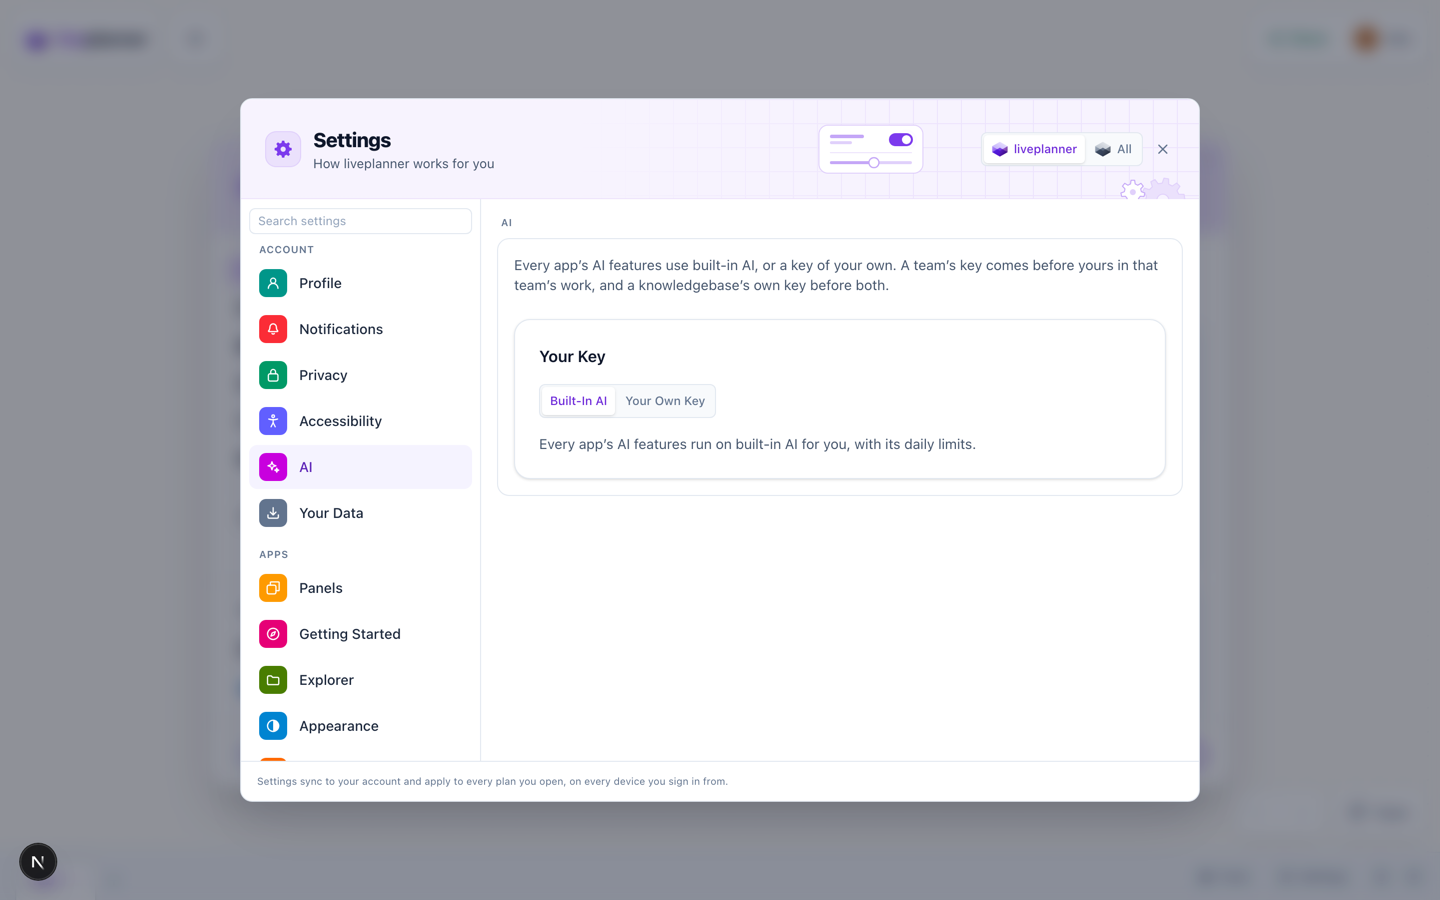 Settings
How liveplanner works for you
liveplanner
All
Search settings
ACCOUNT
Profile
Notifications
Privacy
Accessibility
AI
Your Data
APPS
Panels
Getting Started
Explorer
Appearance
AI
Every app's AI features use built-in AI, or a key of your own. A team's key comes before yours in that
team's work, and a knowledgebase's own key before both.
Your Key
Built-In AI
Your Own Key
Every app's AI features run on built-in AI for you, with its daily limits.
Settings sync to your account and apply to every plan you open, on every device you sign in from.
N